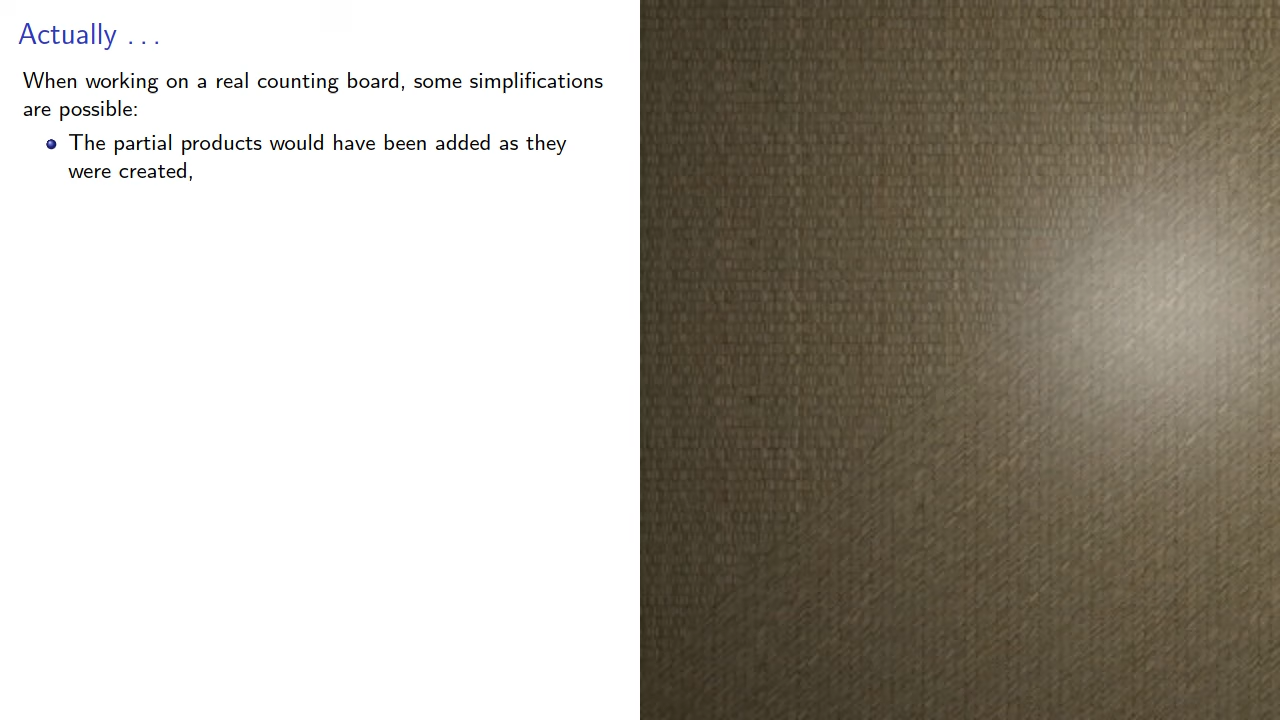 Actually . . .
When working on a real counting board, some simplifications
are possible:
The partial products would have been added as they
were created,